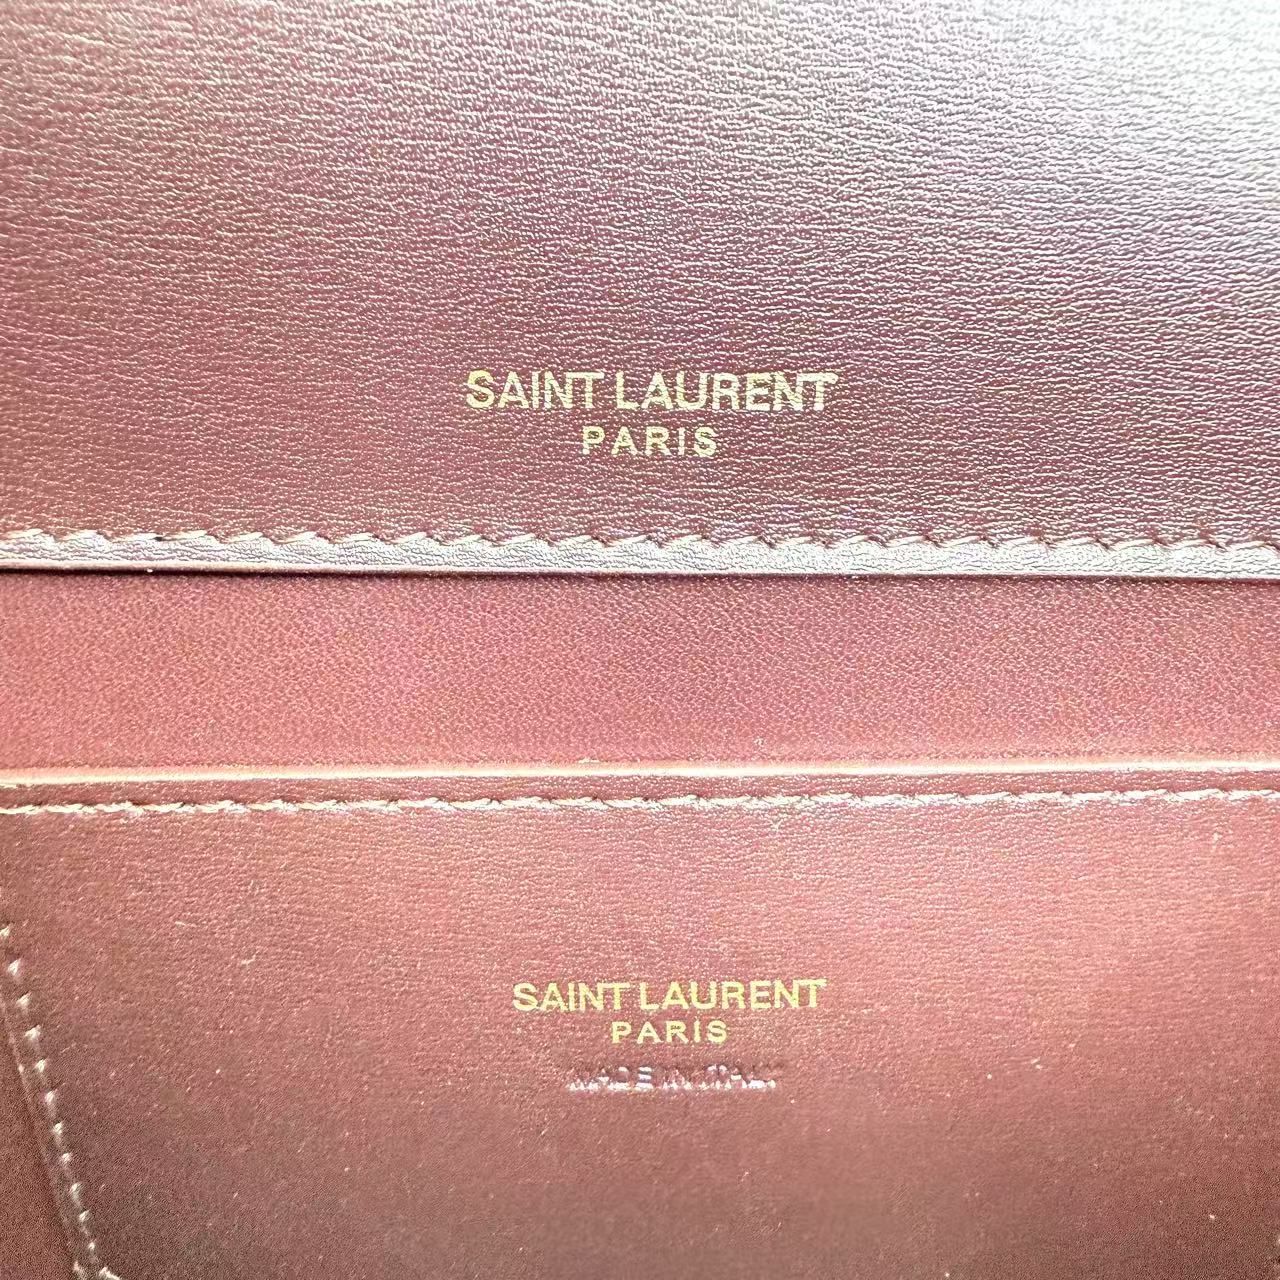 SAINT LAURENT
PARIS
SAINT LAURENT
PARIS
MADE IN ITALY